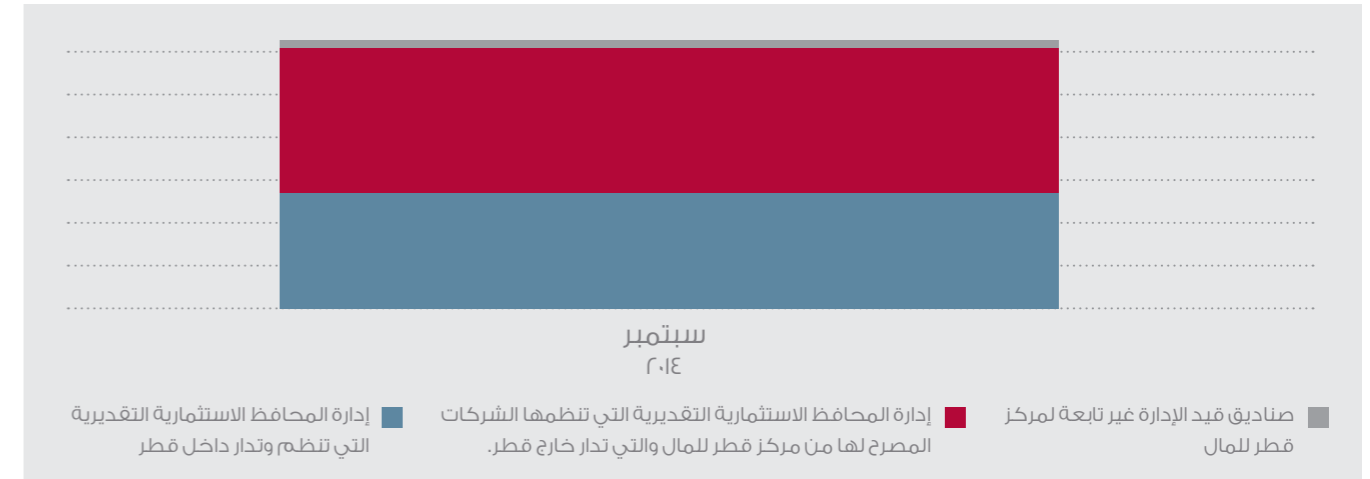 سبتمبر
٢٠١٤
صناديق قيد الإدارة غير تابعة لمركز
قطر للمال
إدارة المحافظ الاستثمارية التقديرية التي تنظمها الشركات
المصرح لها من مركز قطر للمال والتي تدار خارج قطر.
إدارة المحافظ الاستثمارية التقديرية
التي تنظم وتدار داخل قطر